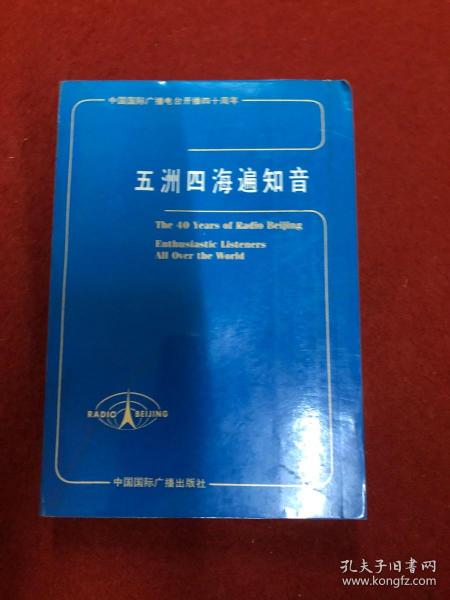 中国国际广播电台开播四十周年
五洲四海遍知音
The 40 Years of Radio Beijing
Enthusiastic Listeners
All Over the World
RADIO BEIJING
中国国际广播出版社
孔夫子旧书网
www.kongfz.com